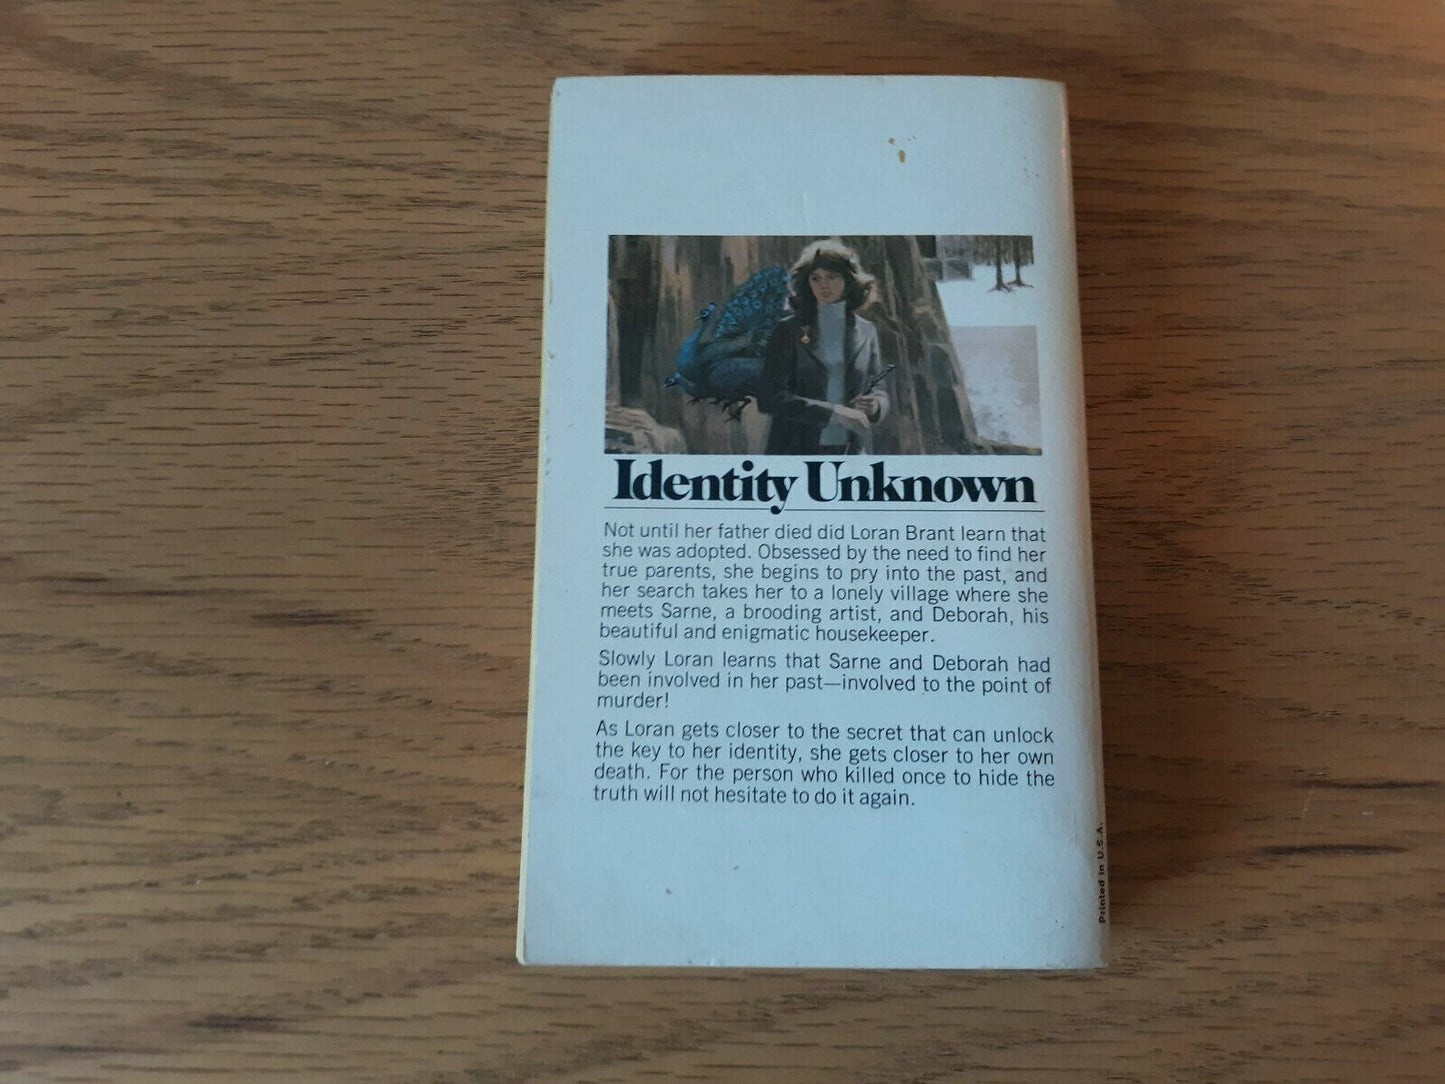 Identity Unknown
Not until her father died did Loran Brant learn that
she was adopted. Obsessed by the need to find her
true parents, she begins to pry into the past, and
her search takes her to a lonely village where she
meets Sarne, a brooding artist, and Deborah, his
beautiful and enigmatic housekeeper.
Slowly Loran learns that Sarne and Deborah had
been involved in her past—involved to the point of
murder!
As Loran gets closer to the secret that can unlock
the key to her identity, she gets closer to her own
death. For the person who killed once to hide the
truth will not hesitate to do it again.
Printed in U.S.A.